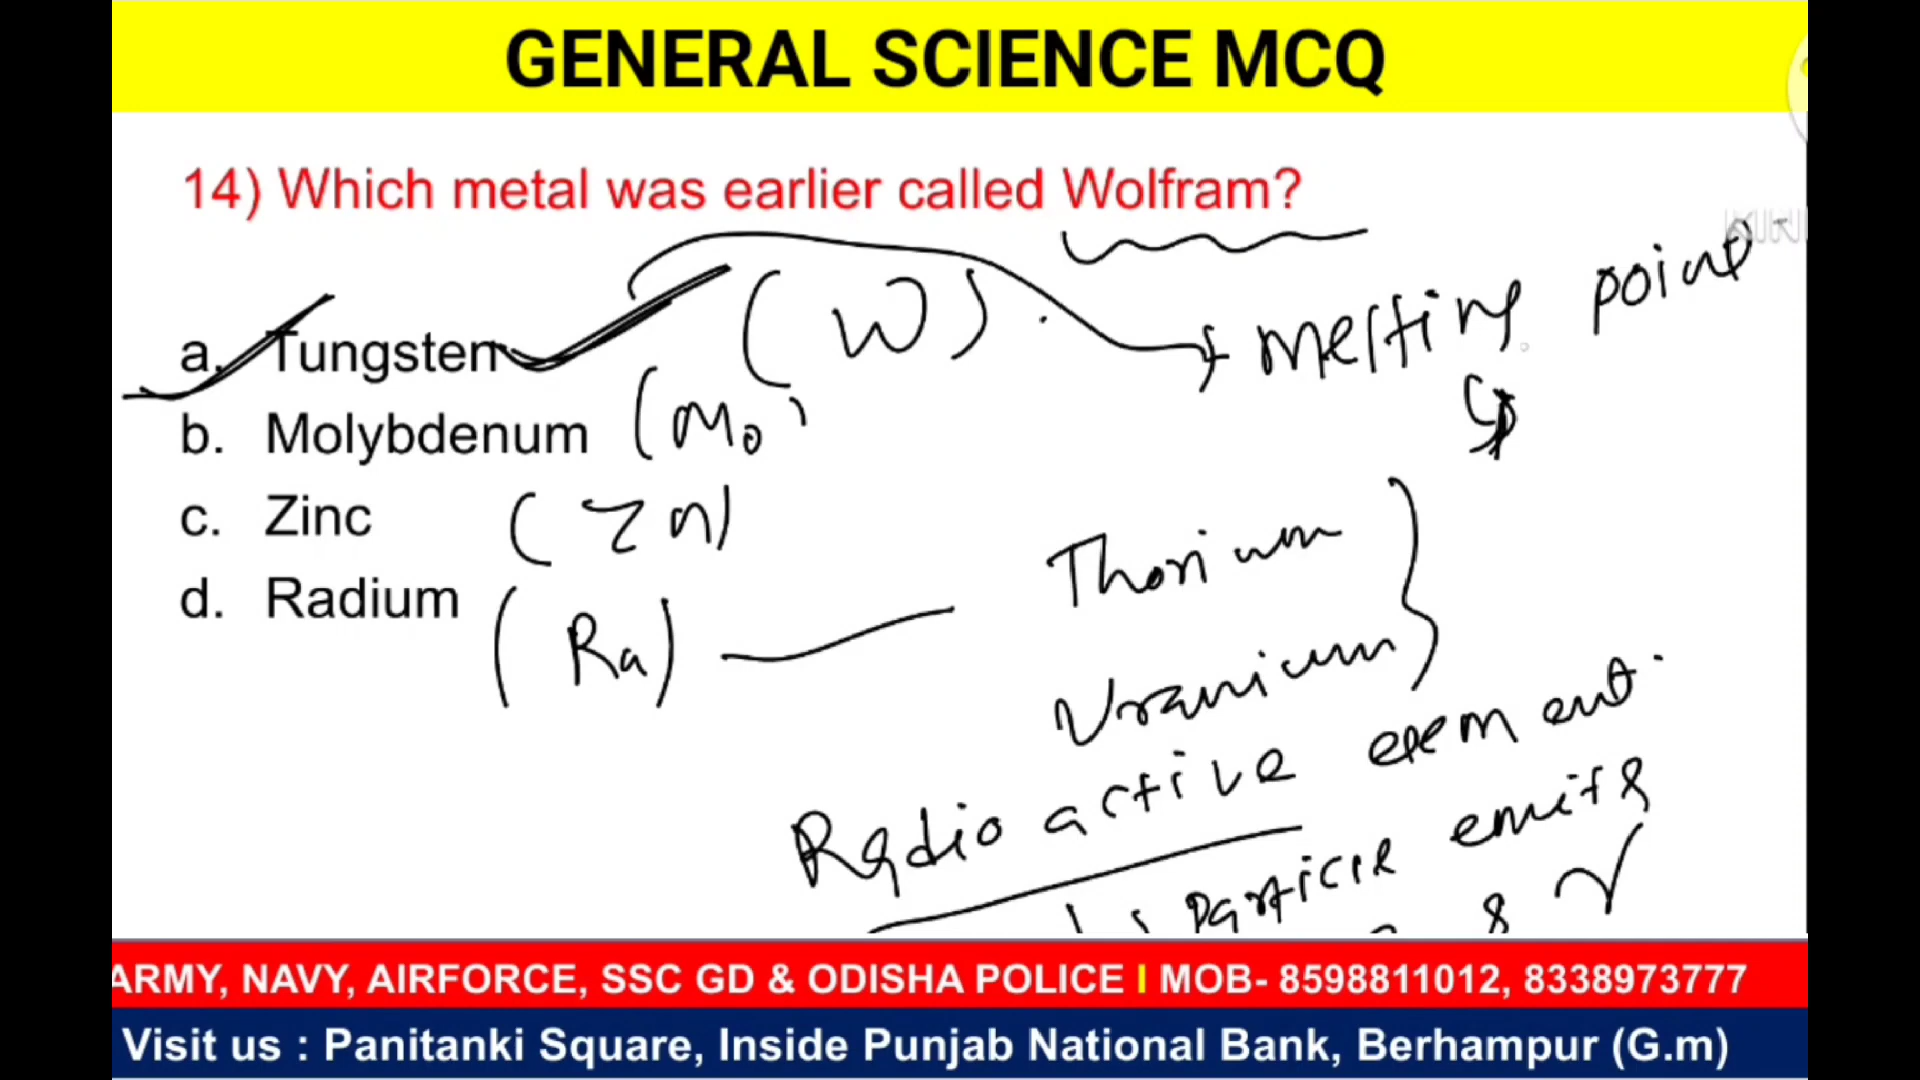 GENERAL SCIENCE MCQ
14) Which metal was earlier called Wolfram?
a. Tungsten (W).
melting point
b. Molybdenum (Mo)
c. Zinc (Zn)
d. Radium (Ra)
Thorium
Uranium
Radio active
particle emits
& γ
ARMY, NAVY, AIRFORCE, SSC GD & ODISHA POLICE I MOB- 8598811012, 8338973777
Visit us : Panitanki Square, Inside Punjab National Bank, Berhampur (G.m)